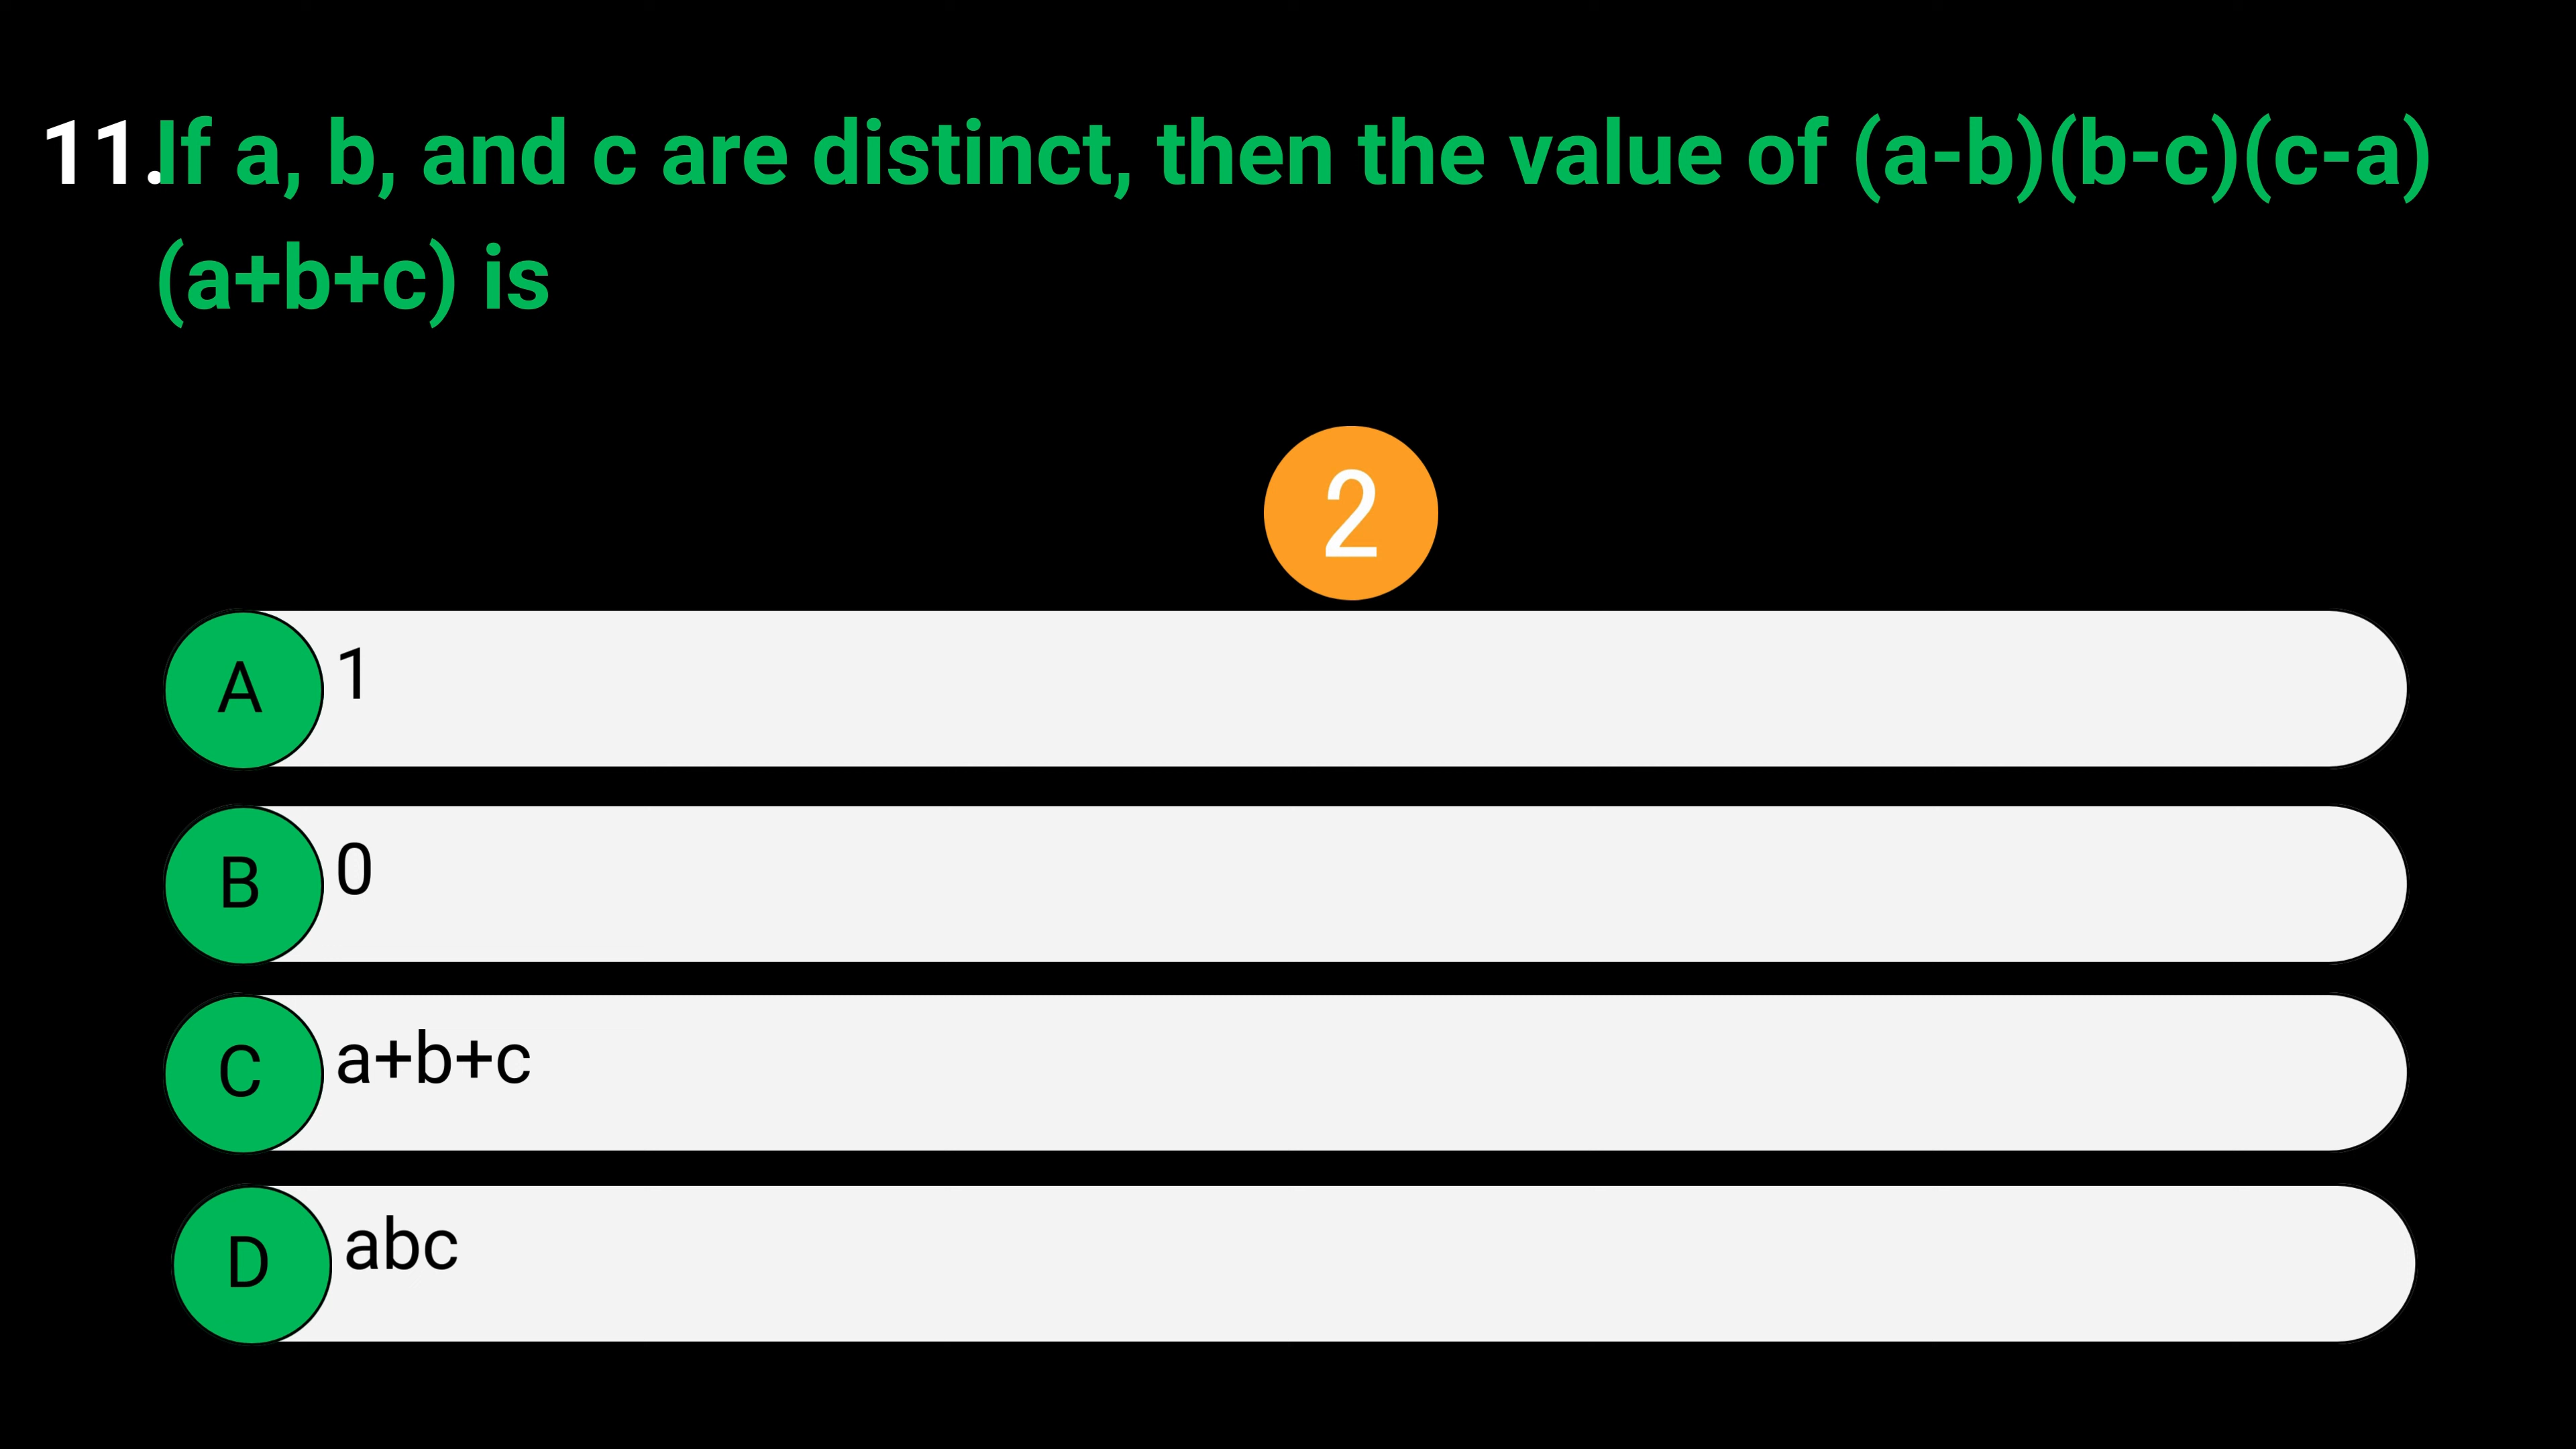 11.If a, b, and c are distinct, then the value of (a-b)(b-c)(c-a)
(a+b+c) is
2
A 1
B 0
C a+b+c
D abc